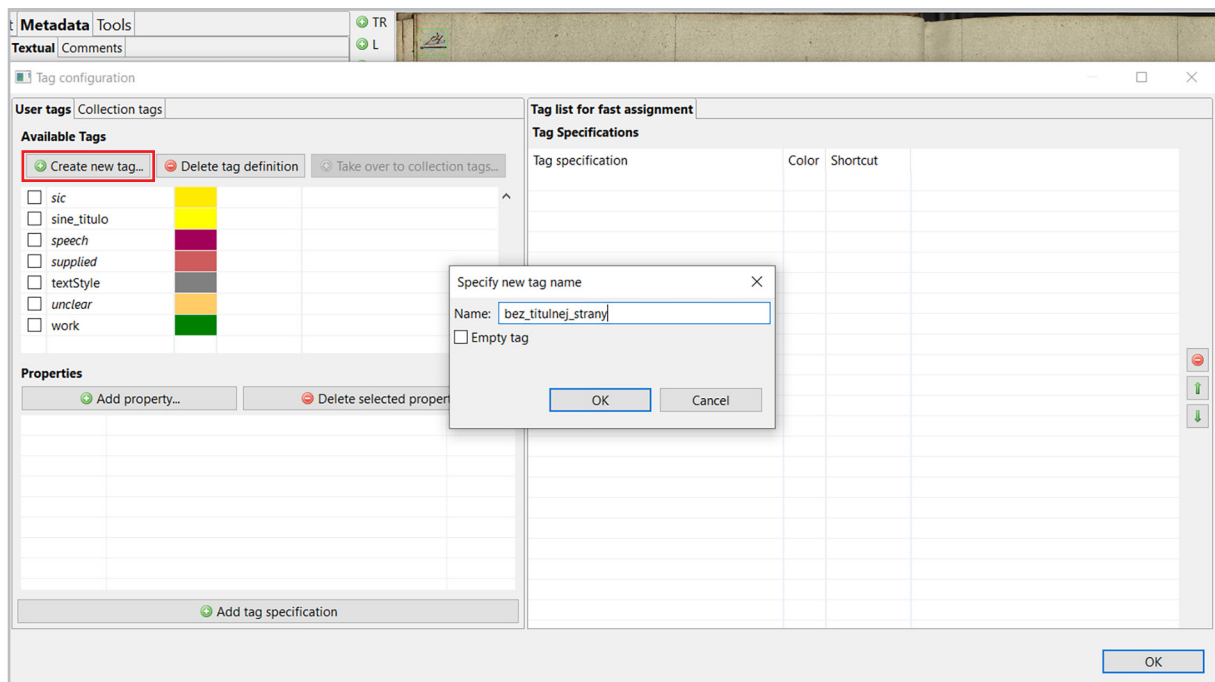 t Metadata Tools
Textual Comments
TR
L
Tag configuration
User tags Collection tags
Available Tags
Create new tag... Delete tag definition Take over to collection tags...
sic
sine_titulo
speech
supplied
textStyle
unclear
work
Properties
Add property... Delete selected propert
Add tag specification
Tag list for fast assignment
Tag Specifications
Tag specification Color Shortcut
Specify new tag name
Name: bez_titulnej_strany
Empty tag
OK Cancel
OK